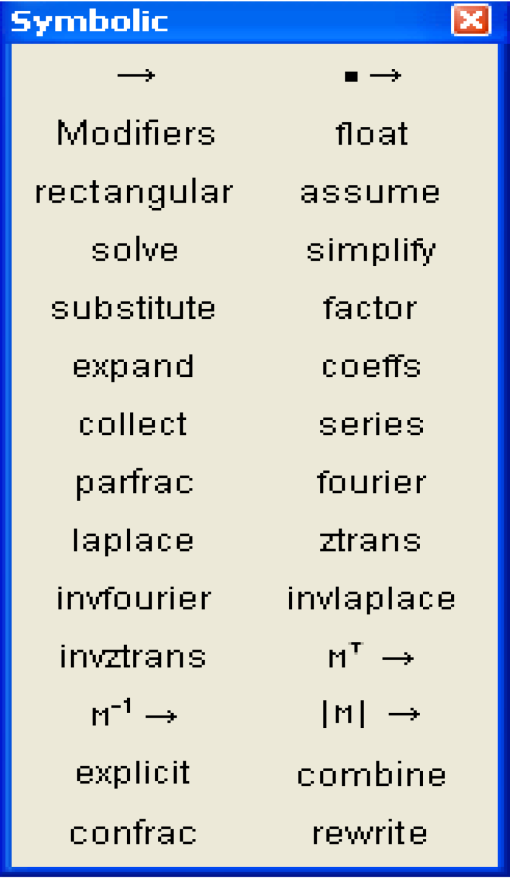 Symbolic
→ ▪ →
Modifiers float
rectangular assume
solve simplify
substitute factor
expand coeffs
collect series
parfrac fourier
laplace ztrans
invfourier invlaplace
invztrans Mᵀ →
M⁻¹ → |M| →
explicit combine
confrac rewrite